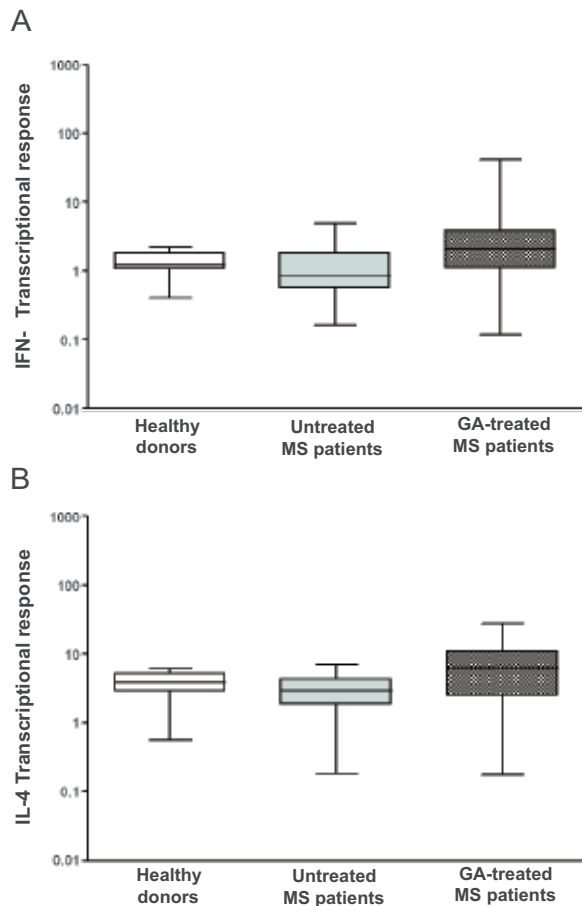 A
IFN- Transcriptional response
1000
100
10
1
0.1
0.01
Healthy
donors
Untreated
MS patients
GA-treated
MS patients
B
IL-4 Transcriptional response
1000
100
10
1
0.1
0.01
Healthy
donors
Untreated
MS patients
GA-treated
MS patients